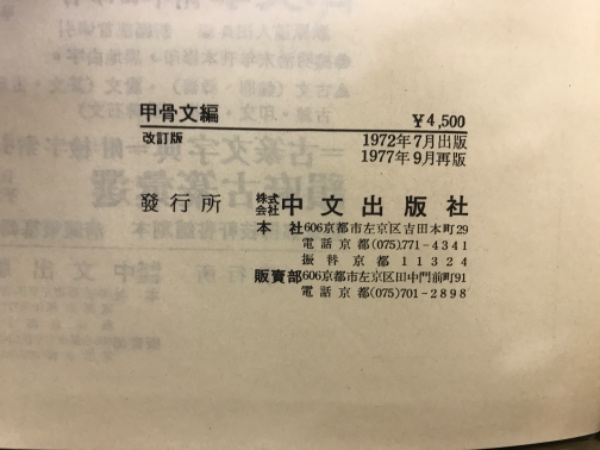 甲骨文編
¥4,500
改訂版
1972年7月出版
1977年9月再版
發行所 株式会社 中文出版社
本社 606京都市左京区吉田本町29
電話京都(075)771-4341
振替京都11324
販賣部 606京都市左京区田中門前町91
電話京都(075)701-2898